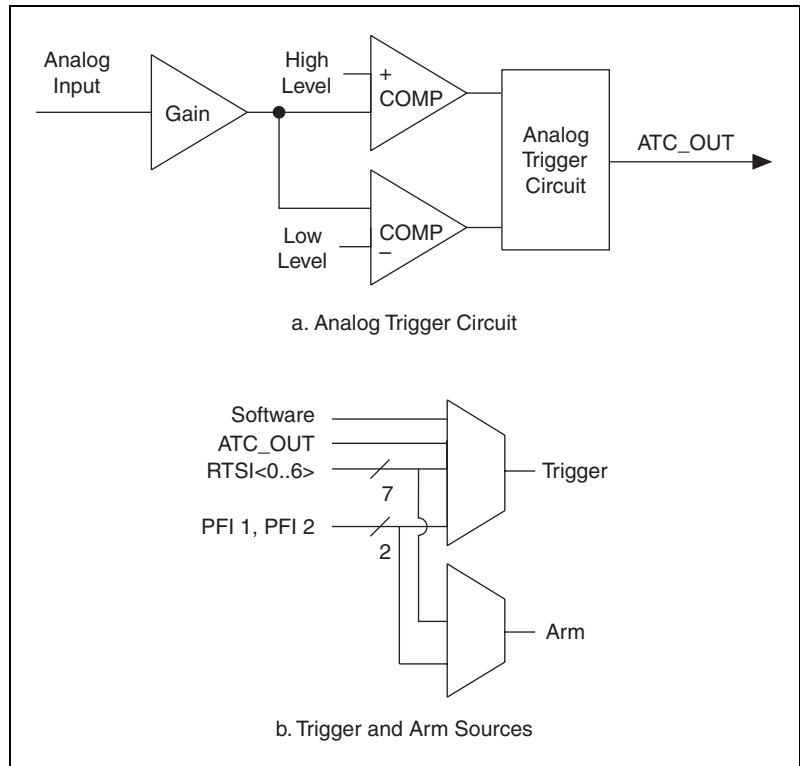 Analog
Input
Gain
High
Level
+
COMP
Low
Level
COMP
–
Analog
Trigger
Circuit
ATC_OUT
a. Analog Trigger Circuit
Software
ATC_OUT
RTSI<0..6>
7
PFI 1, PFI 2
2
Trigger
Arm
b. Trigger and Arm Sources